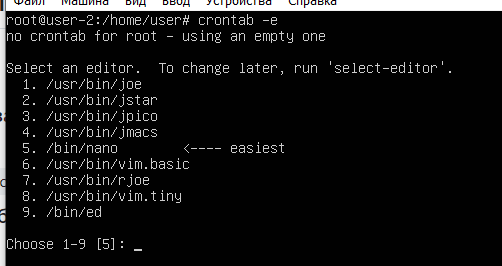 Файл Машина Вид Ввод Устройства Справка
root@user-2:/home/user# crontab -e
no crontab for root - using an empty one
Select an editor.  To change later, run 'select-editor'.
1. /usr/bin/joe
2. /usr/bin/jstar
3. /usr/bin/jpico
4. /usr/bin/jmacs
5. /bin/nano        <---- easiest
6. /usr/bin/vim.basic
7. /usr/bin/rjoe
8. /usr/bin/vim.tiny
9. /bin/ed
Choose 1-9 [5]: _